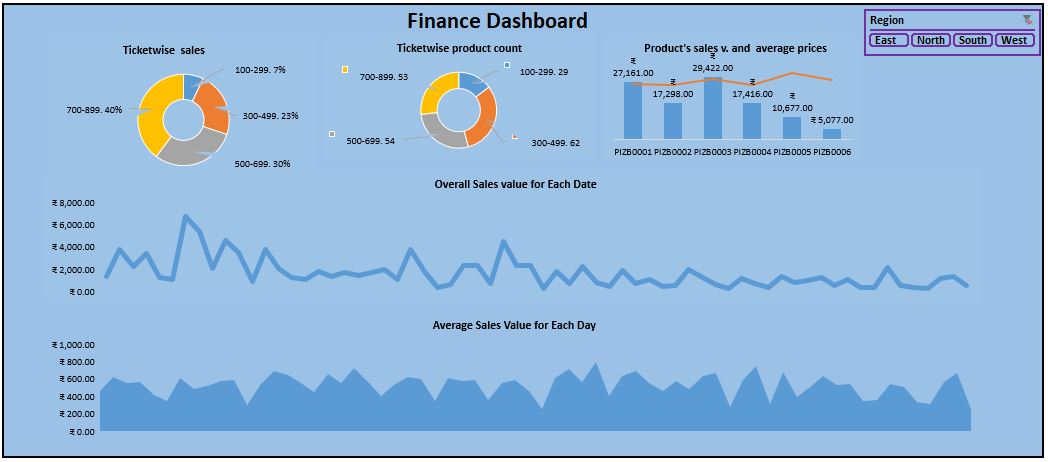 Finance Dashboard
Region
East
North
South
West
Ticketwise sales
100-299. 7%
300-499. 23%
500-699. 30%
700-899. 40%
Ticketwise product count
100-299. 29
300-499. 62
500-699. 54
700-899. 53
Product's sales v. and average prices
₹
27,161.00
₹
17,298.00
₹
29,422.00
₹
17,416.00
₹
10,677.00
₹ 5,077.00
PIZB0001 PIZB0002 PIZB0003 PIZB0004 PIZB0005 PIZB0006
Overall Sales value for Each Date
₹ 8,000.00
₹ 6,000.00
₹ 4,000.00
₹ 2,000.00
₹ 0.00
Average Sales Value for Each Day
₹ 1,000.00
₹ 800.00
₹ 600.00
₹ 400.00
₹ 200.00
₹ 0.00